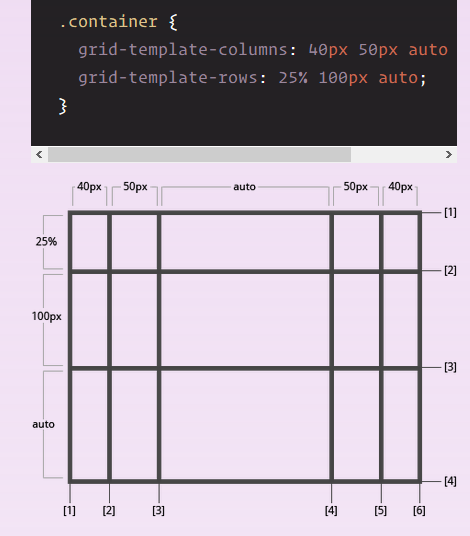 .container {
grid-template-columns: 40px 50px auto
grid-template-rows: 25% 100px auto;
}
40px 50px auto 50px 40px
[1]
25%
[2]
100px
[3]
auto
[4]
[1] [2] [3] [4] [5] [6]